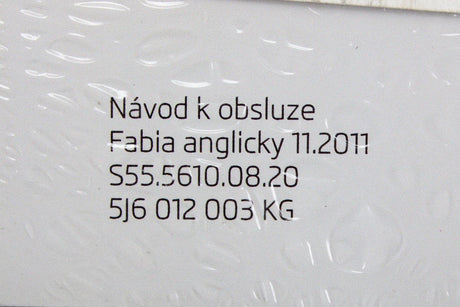 Návod k obsluze
Fabia anglicky 11.2011
S55.5610.08.20
5J6 012 003 KG